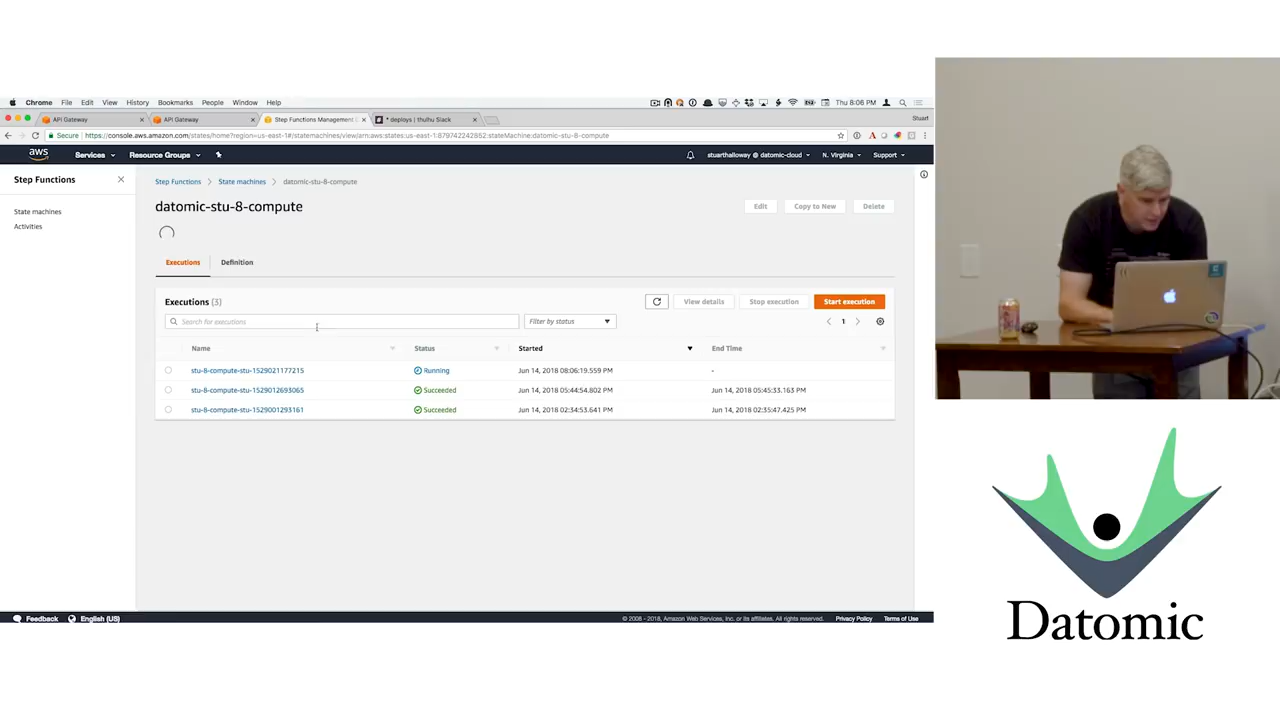 Chrome File Edit View History Bookmarks People Window Help
Thu 8:06 PM
API Gateway
API Gateway
Step Functions Management C
* deploys | thuhu Slack
Stuart
Secure https://console.aws.amazon.com/states/home?region=us-east-1#/statemachines/view/arn:aws:states:us-east-1:879742242852:stateMachine:datomic-stu-8-compute
aws Services Resource Groups stuarthalloway @ datomic-cloud N. Virginia Support
Step Functions
State machines
Activities
Step Functions State machines datomic-stu-8-compute
datomic-stu-8-compute
Edit Copy to New Delete
Executions Definition
Executions (3) View details Stop execution Start execution
Search for executions Filter by status 1
Name Status Started End Time
stu-8-compute-stu-1529021177215 Running Jun 14, 2018 08:06:19.559 PM -
stu-8-compute-stu-1529012693065 Succeeded Jun 14, 2018 05:44:54.802 PM Jun 14, 2018 05:45:33.163 PM
stu-8-compute-stu-1529001293161 Succeeded Jun 14, 2018 02:34:53.641 PM Jun 14, 2018 02:35:47.425 PM
Feedback English (US) © 2008 - 2018, Amazon Web Services, Inc. or its affiliates. All rights reserved. Privacy Policy Terms of Use
Datomic